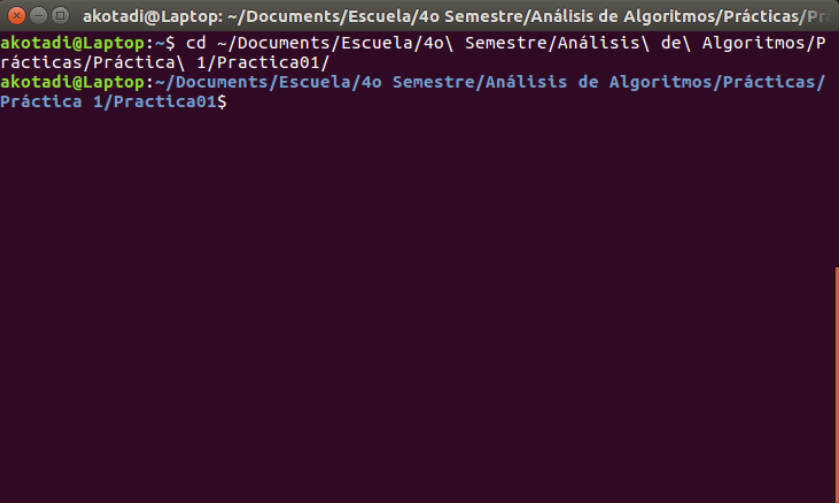 akotadi@Laptop: ~/Documents/Escuela/4o Semestre/Análisis de Algoritmos/Prácticas/Pr
akotadi@Laptop:~$ cd ~/Documents/Escuela/4o\ Semestre/Análisis\ de\ Algoritmos/P
rácticas/Práctica\ 1/Practica01/
akotadi@Laptop:~/Documents/Escuela/4o Semestre/Análisis de Algoritmos/Prácticas/
Práctica 1/Practica01$